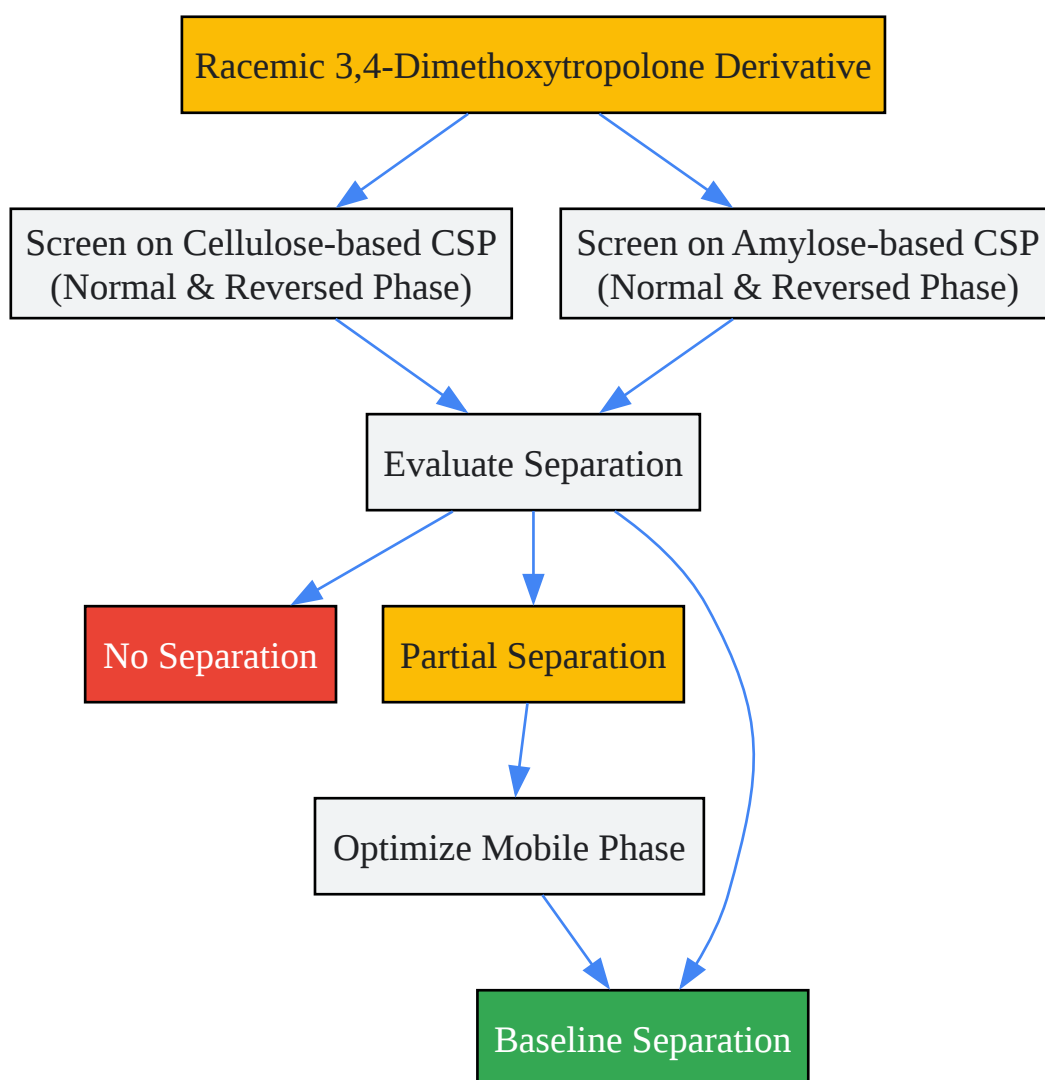 Racemic 3,4-Dimethoxytropolone Derivative
Screen on Cellulose-based CSP
(Normal & Reversed Phase)
Screen on Amylose-based CSP
(Normal & Reversed Phase)
Evaluate Separation
No Separation
Partial Separation
Optimize Mobile Phase
Baseline Separation